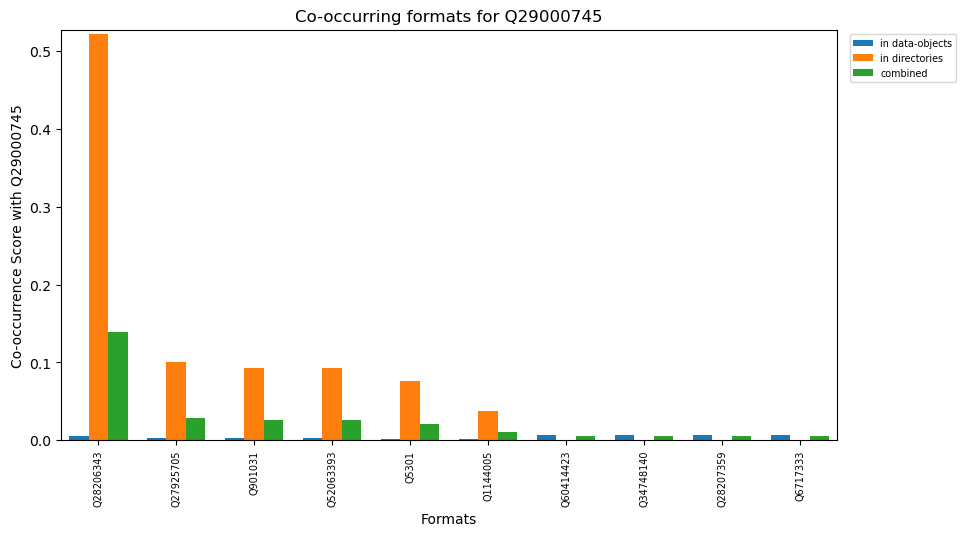 Co-occurring formats for Q29000745
in data-objects
in directories
combined
Co-occurrence Score with Q29000745
0.5
0.4
0.3
0.2
0.1
0.0
Q28206343
Q27925705
Q901031
Q52063393
Q5301
Q1144005
Q60414423
Q34748140
Q28207359
Q6717333
Formats